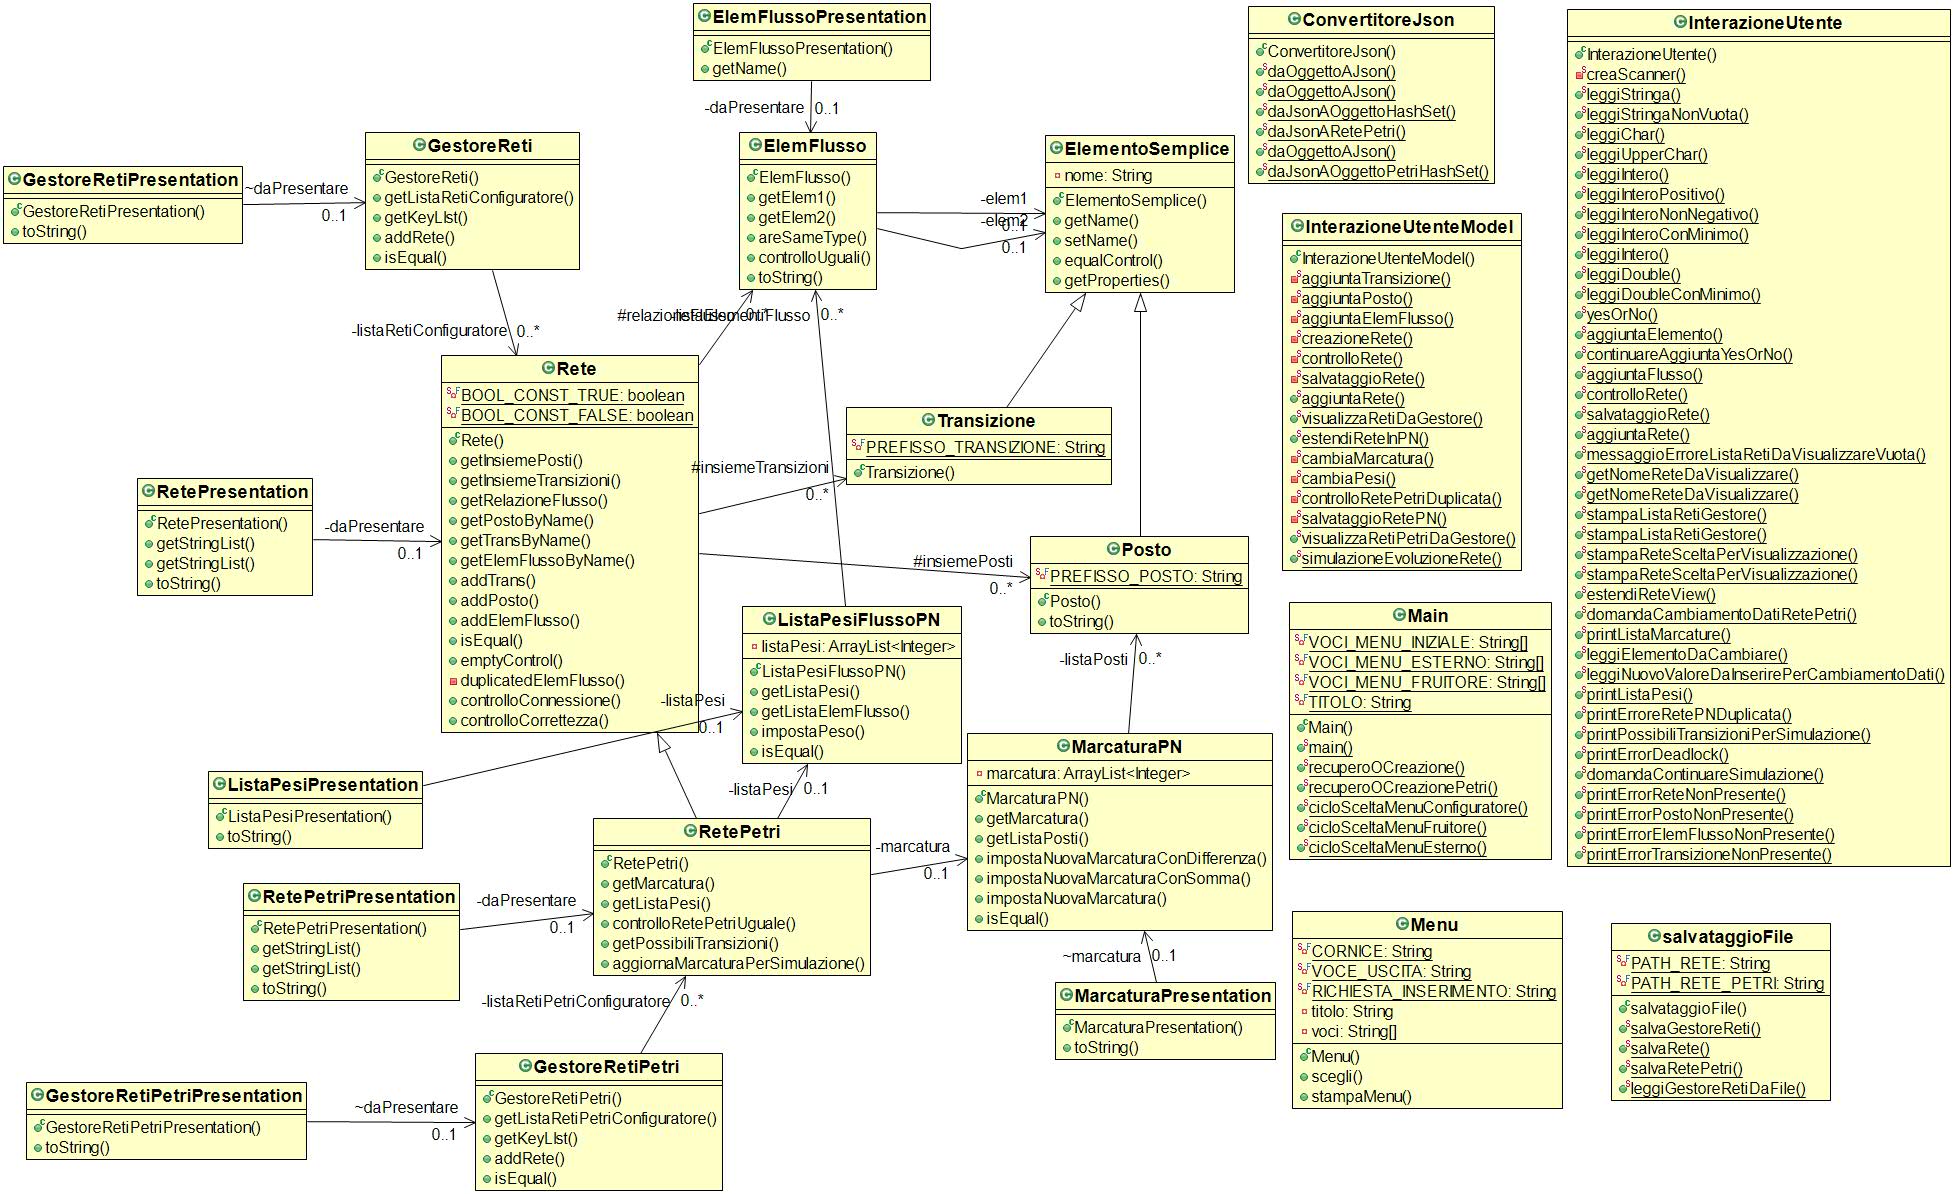 ElemFlussoPresentation
ElemFlussoPresentation()
getName()
-daPresentare
0..1
ConvertitoreJson
ConvertitoreJson()
daOggettoAJson()
daOggettoAJson()
daJsonAOggettoHashSet()
daJsonARetePetri()
daOggettoAJson()
daJsonAOggettoPetriHashSet()
InterazioneUtente
InterazioneUtente()
creaScanner()
leggiStringa()
leggiStringaNonVuota()
leggiChar()
leggiUpperChar()
leggiIntero()
leggiInteroPositivo()
leggiInteroNonNegativo()
leggiInteroConMinimo()
leggiIntero()
leggiDouble()
leggiDoubleConMinimo()
yesOrNo()
aggiuntaElemento()
continuareAggiuntaYesOrNo()
aggiuntaFlusso()
controlloRete()
salvataggioRete()
aggiuntaRete()
messaggioErroreListaRetiDaVisualizzareVuota()
getNomeReteDaVisualizzare()
getNomeReteDaVisualizzare()
stampaListaRetiGestore()
stampaListaRetiGestore()
stampaReteSceltaPerVisualizzazione()
stampaReteSceltaPerVisualizzazione()
estendiReteView()
domandaCambiamentoDatiRetePetri()
printListaMarcature()
leggiElementoDaCambiare()
leggiNuovoValoreDaInserirePerCambiamentoDati()
printListaPesi()
printErroreRetePNDuplicata()
printPossibiliTransizioniPerSimulazione()
printErrorDeadlock()
domandaContinuareSimulazione()
printErrorReteNonPresente()
printErrorPostoNonPresente()
printErrorElemFlussoNonPresente()
printErrorTransizioneNonPresente()
GestoreRetiPresentation
GestoreRetiPresentation()
toString()
~daPresentare
0..1
GestoreReti
GestoreReti()
getListaRetiConfiguratore()
getKeyLIst()
addRete()
isEqual()
-listaRetiConfiguratore
0..*
ElemFlusso
ElemFlusso()
getElem1()
getElem2()
areSameType()
controlloUguali()
toString()
-elem1
0..1
-elem2
0..1
ElementoSemplice
nome: String
ElementoSemplice()
getName()
setName()
equalControl()
getProperties()
InterazioneUtenteModel
InterazioneUtenteModel()
aggiuntaTransizione()
aggiuntaPosto()
aggiuntaElemFlusso()
creazioneRete()
controlloRete()
salvataggioRete()
aggiuntaRete()
visualizzaRetiDaGestore()
estendiReteInPN()
cambiaMarcatura()
cambiaPesi()
controlloRetePetriDuplicata()
salvataggioRetePN()
visualizzaRetiPetriDaGestore()
simulazioneEvoluzioneRete()
#relazioneFlusso
0..*
-listaElementiFlusso
0..*
Rete
BOOL_CONST_TRUE: boolean
BOOL_CONST_FALSE: boolean
Rete()
getInsiemePosti()
getInsiemeTransizioni()
getRelazioneFlusso()
getPostoByName()
getTransByName()
getElemFlussoByName()
addTrans()
addPosto()
addElemFlusso()
isEqual()
emptyControl()
duplicatedElemFlusso()
controlloConnessione()
controlloCorrettezza()
Transizione
PREFISSO_TRANSIZIONE: String
Transizione()
#insiemeTransizioni
0..*
RetePresentation
RetePresentation()
getStringList()
getStringList()
toString()
-daPresentare
0..1
#insiemePosti
0..*
Posto
PREFISSO_POSTO: String
Posto()
toString()
-listaPosti
0..*
ListaPesiFlussoPN
listaPesi: ArrayList<Integer>
ListaPesiFlussoPN()
getListaPesi()
getListaElemFlusso()
impostaPeso()
isEqual()
-listaPesi
0..1
Main
VOCI_MENU_INIZIALE: String[]
VOCI_MENU_ESTERNO: String[]
VOCI_MENU_FRUITORE: String[]
TITOLO: String
Main()
main()
recuperoOCreazione()
recuperoOCreazionePetri()
cicloSceltaMenuConfiguratore()
cicloSceltaMenuFruitore()
cicloSceltaMenuEsterno()
ListaPesiPresentation
ListaPesiPresentation()
toString()
-listaPesi
0..1
MarcaturaPN
marcatura: ArrayList<Integer>
MarcaturaPN()
getMarcatura()
getListaPosti()
impostaNuovaMarcaturaConDifferenza()
impostaNuovaMarcaturaConSomma()
impostaNuovaMarcatura()
isEqual()
RetePetri
RetePetri()
getMarcatura()
getListaPesi()
controlloRetePetriUguale()
getPossibiliTransizioni()
aggiornaMarcaturaPerSimulazione()
-marcatura
0..1
RetePetriPresentation
RetePetriPresentation()
getStringList()
getStringList()
toString()
-daPresentare
0..1
-listaRetiPetriConfiguratore
0..*
~marcatura
0..1
MarcaturaPresentation
MarcaturaPresentation()
toString()
Menu
CORNICE: String
VOCE_USCITA: String
RICHIESTA_INSERIMENTO: String
titolo: String
voci: String[]
Menu()
scegli()
stampaMenu()
salvataggioFile
PATH_RETE: String
PATH_RETE_PETRI: String
salvataggioFile()
salvaGestoreReti()
salvaRete()
salvaRetePetri()
leggiGestoreRetiDaFile()
GestoreRetiPetriPresentation
GestoreRetiPetriPresentation()
toString()
~daPresentare
0..1
GestoreRetiPetri
GestoreRetiPetri()
getListaRetiPetriConfiguratore()
getKeyLIst()
addRete()
isEqual()